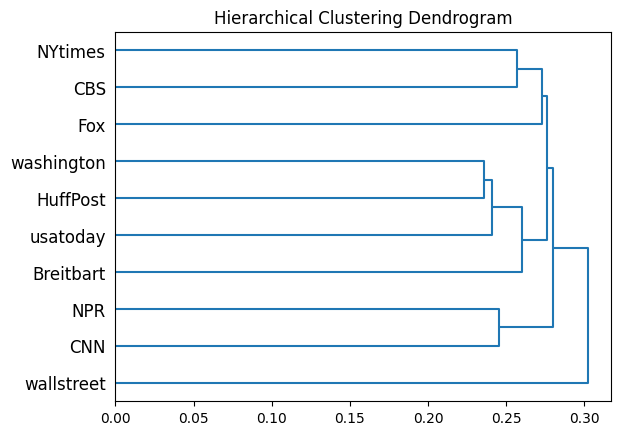 Hierarchical Clustering Dendrogram
NYtimes
CBS
Fox
washington
HuffPost
usatoday
Breitbart
NPR
CNN
wallstreet
0.00 0.05 0.10 0.15 0.20 0.25 0.30